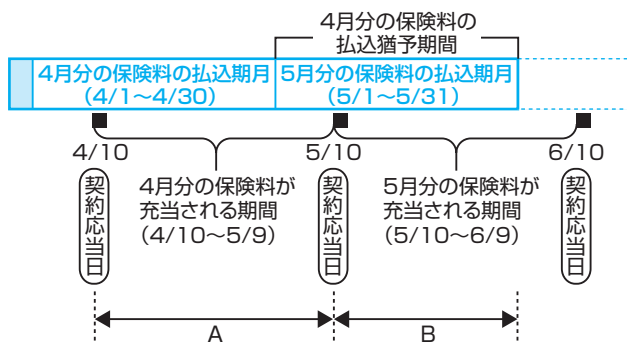 4月分の保険料の
払込猶予期間
4月分の保険料の払込期月
(4/1〜4/30)
5月分の保険料の払込期月
(5/1〜5/31)
4/10
5/10
6/10
契約応当日
4月分の保険料が
充当される期間
(4/10〜5/9)
契約応当日
5月分の保険料が
充当される期間
(5/10〜6/9)
契約応当日
A
B